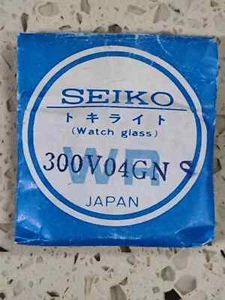 SEIKO
トキライト
(Watch glass)
WR
300V04GN S
JAPAN